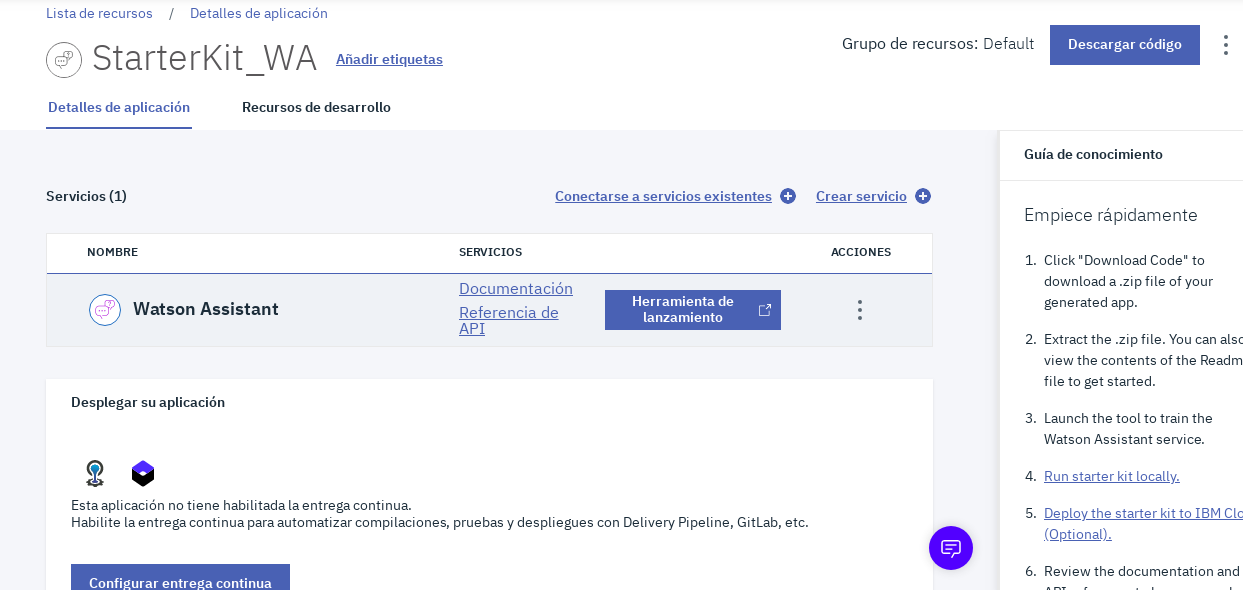 Lista de recursos / Detalles de aplicación
StarterKit_WA Añadir etiquetas
Grupo de recursos: Default Descargar código
Detalles de aplicación Recursos de desarrollo
Servicios (1) Conectarse a servicios existentes Crear servicio
NOMBRE SERVICIOS ACCIONES
Watson Assistant
Documentación
Referencia de
API
Herramienta de
lanzamiento
Desplegar su aplicación
Esta aplicación no tiene habilitada la entrega continua.
Habilite la entrega continua para automatizar compilaciones, pruebas y despliegues con Delivery Pipeline, GitLab, etc.
Configurar entrega continua
Guía de conocimiento
Empiece rápidamente
1. Click "Download Code" to
download a .zip file of your
generated app.
2. Extract the .zip file. You can also
view the contents of the Readm
file to get started.
3. Launch the tool to train the
Watson Assistant service.
4. Run starter kit locally.
5. Deploy the starter kit to IBM Clo
(Optional).
6. Review the documentation and